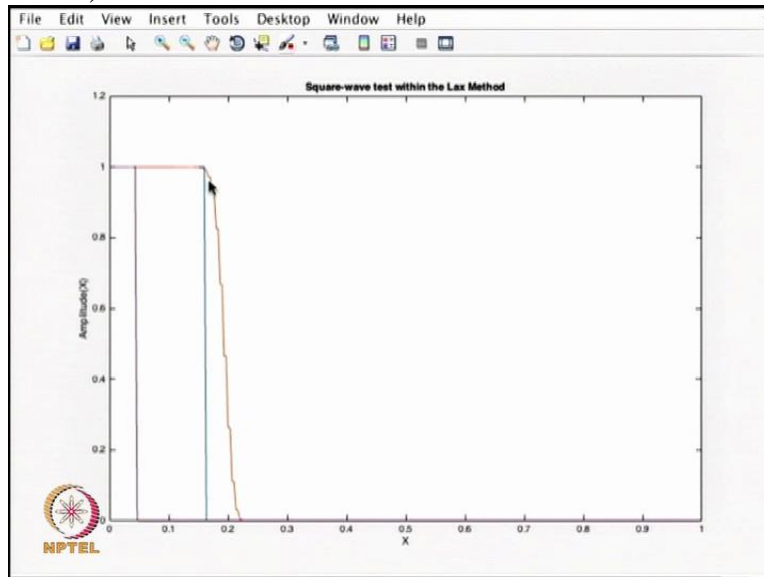 File Edit View Insert Tools Desktop Window Help
Square-wave test within the Lax Method
1.2
1
0.8
0.6
0.4
0.2
0
Amplitude(X)
0 0.1 0.2 0.3 0.4 0.5 0.6 0.7 0.8 0.9 1
X
NPTEL